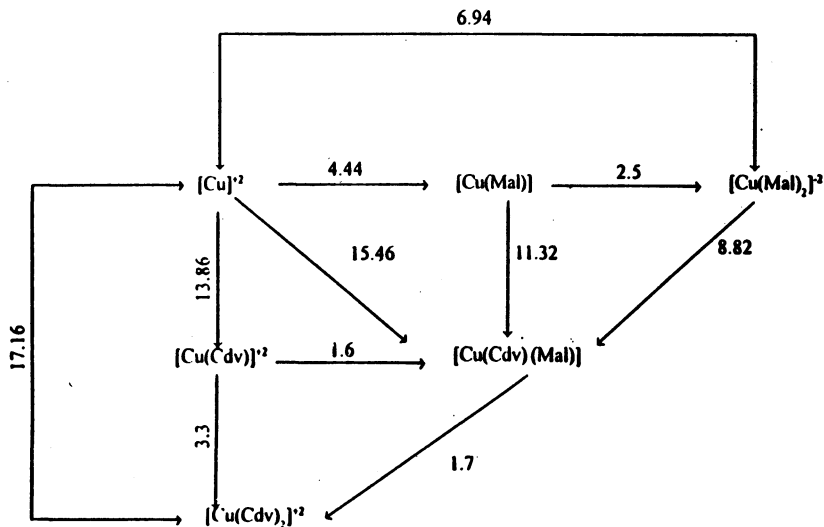 6.94
[Cu]⁺² 4.44 [Cu(Mal)] 2.5 [Cu(Mal)₂]⁻²
13.86 15.46 11.32 8.82
17.16
[Cu(Cdv)]⁺² 1.6 [Cu(Cdv)(Mal)]
3.3 1.7
[Cu(Cdv)₂]⁺²